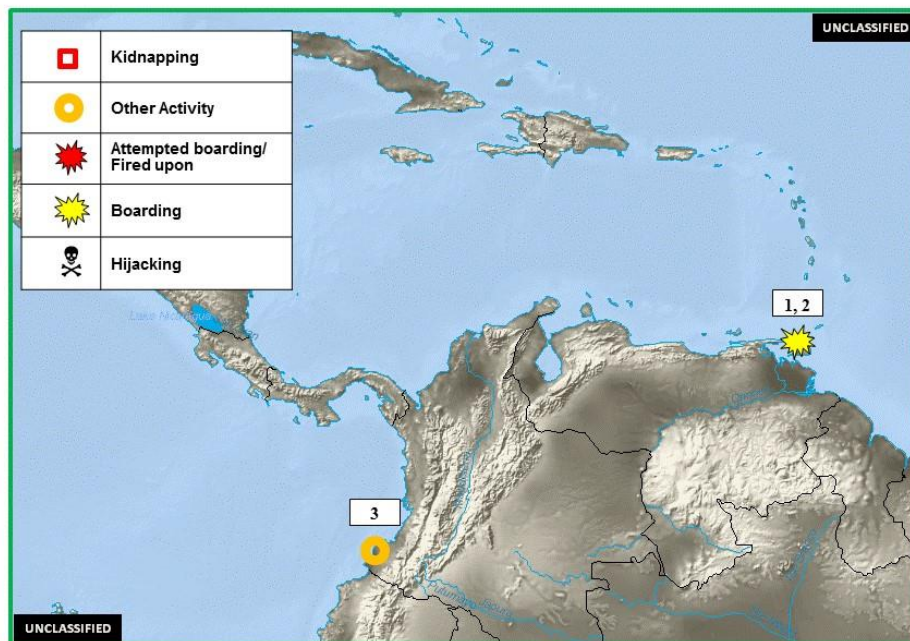 UNCLASSIFIED
Kidnapping
Other Activity
Attempted boarding/
Fired upon
Boarding
Hijacking
1, 2
3
UNCLASSIFIED